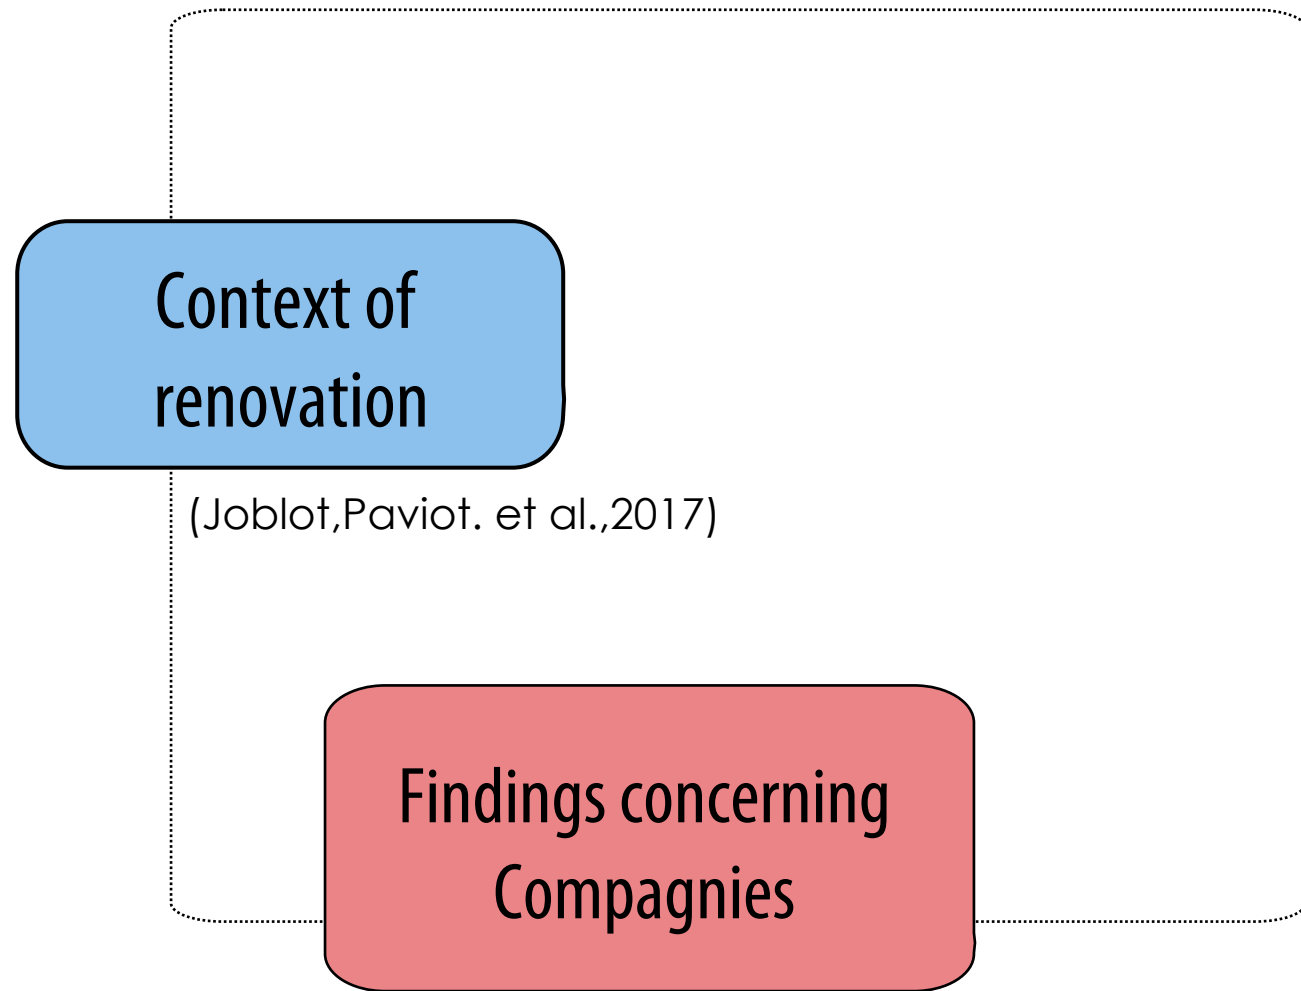 Context of
renovation
(Joblot,Paviot. et al.,2017)
Findings concerning
Compagnies